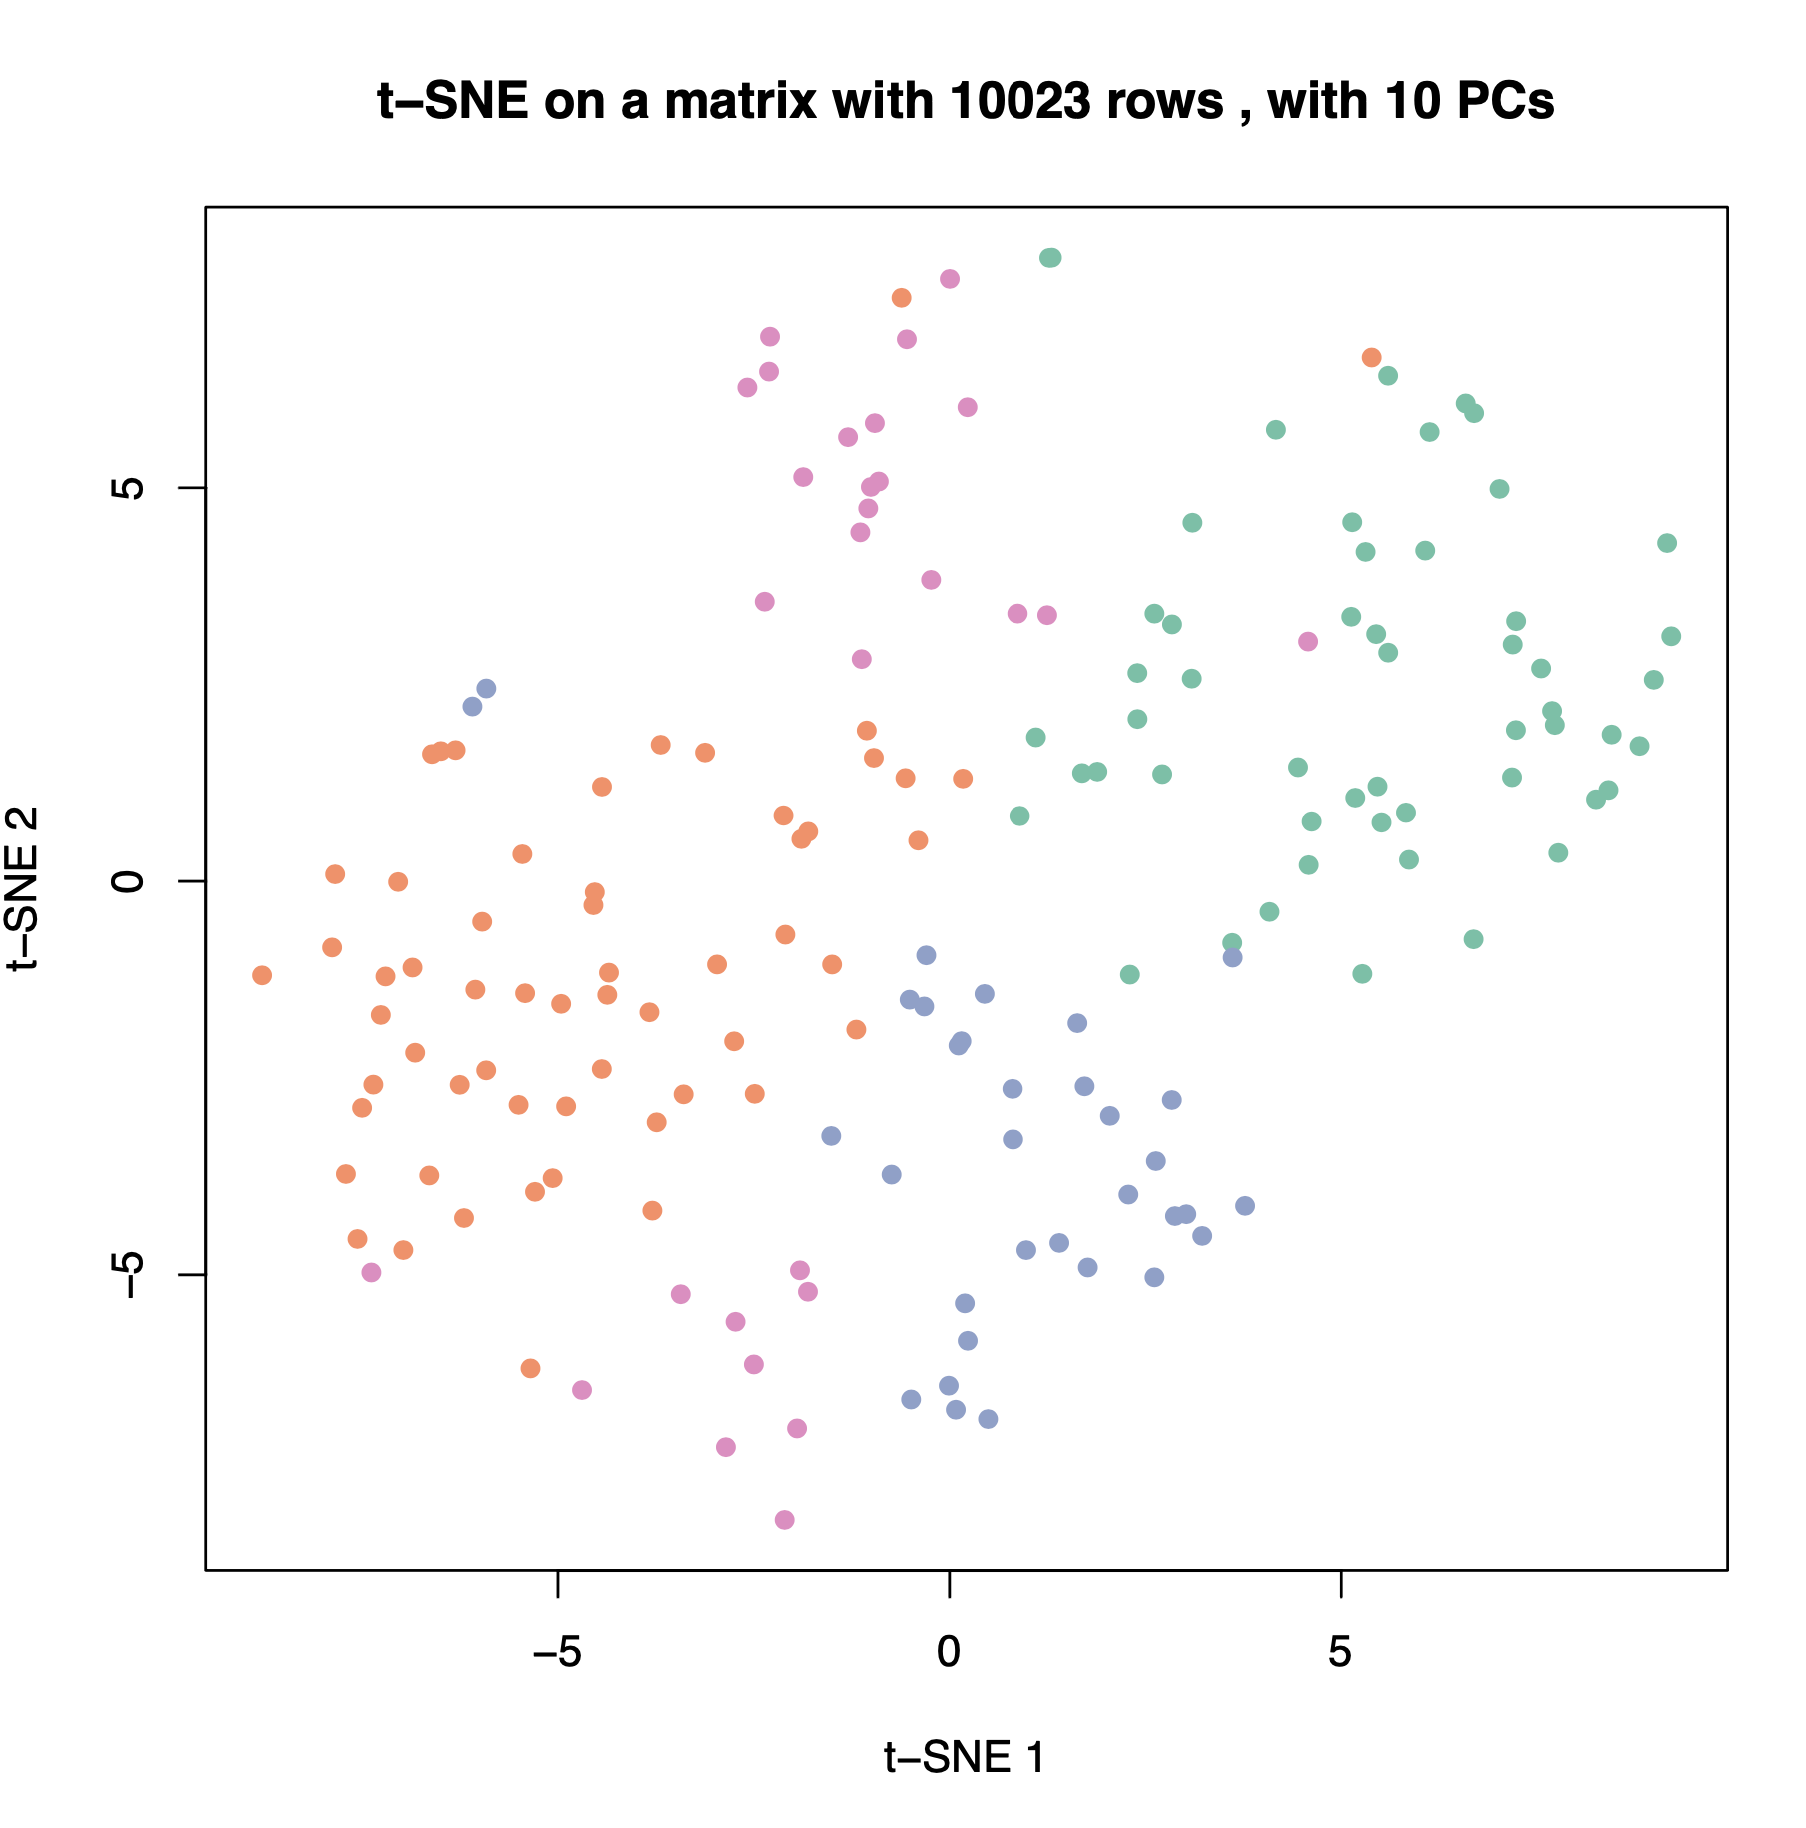 t−SNE on a matrix with 10023 rows , with 10 PCs
t−SNE 2
5
0
−5
−5 0 5
t−SNE 1